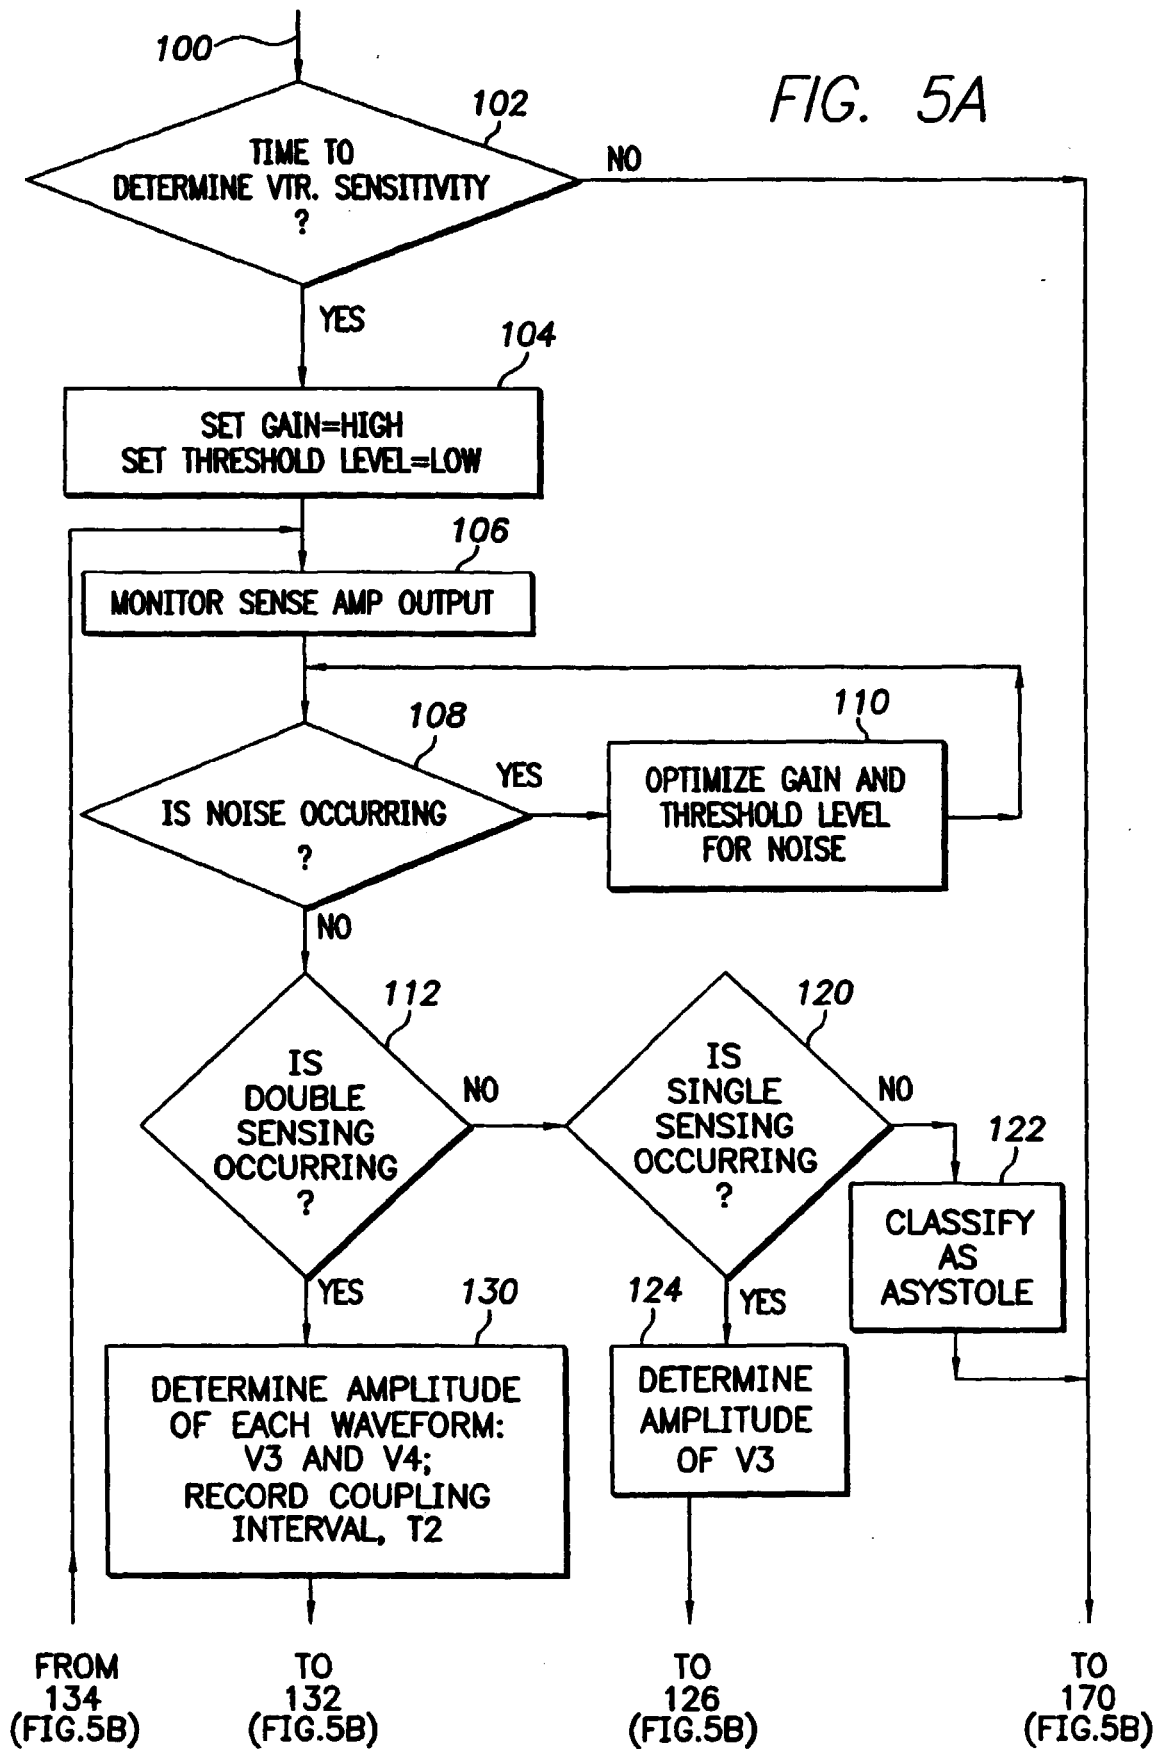 100
FIG. 5A
102
TIME TO
DETERMINE VTR. SENSITIVITY
?
NO
YES
104
SET GAIN=HIGH
SET THRESHOLD LEVEL=LOW
106
MONITOR SENSE AMP OUTPUT
108
IS NOISE OCCURRING
?
YES
110
OPTIMIZE GAIN AND
THRESHOLD LEVEL
FOR NOISE
NO
112
IS
DOUBLE
SENSING
OCCURRING
?
NO
120
IS
SINGLE
SENSING
OCCURRING
?
NO
122
CLASSIFY
AS
ASYSTOLE
YES
130
DETERMINE AMPLITUDE
OF EACH WAVEFORM:
V3 AND V4;
RECORD COUPLING
INTERVAL, T2
YES
124
DETERMINE
AMPLITUDE
OF V3
FROM
134
(FIG.5B)
TO
132
(FIG.5B)
TO
126
(FIG.5B)
TO
170
(FIG.5B)